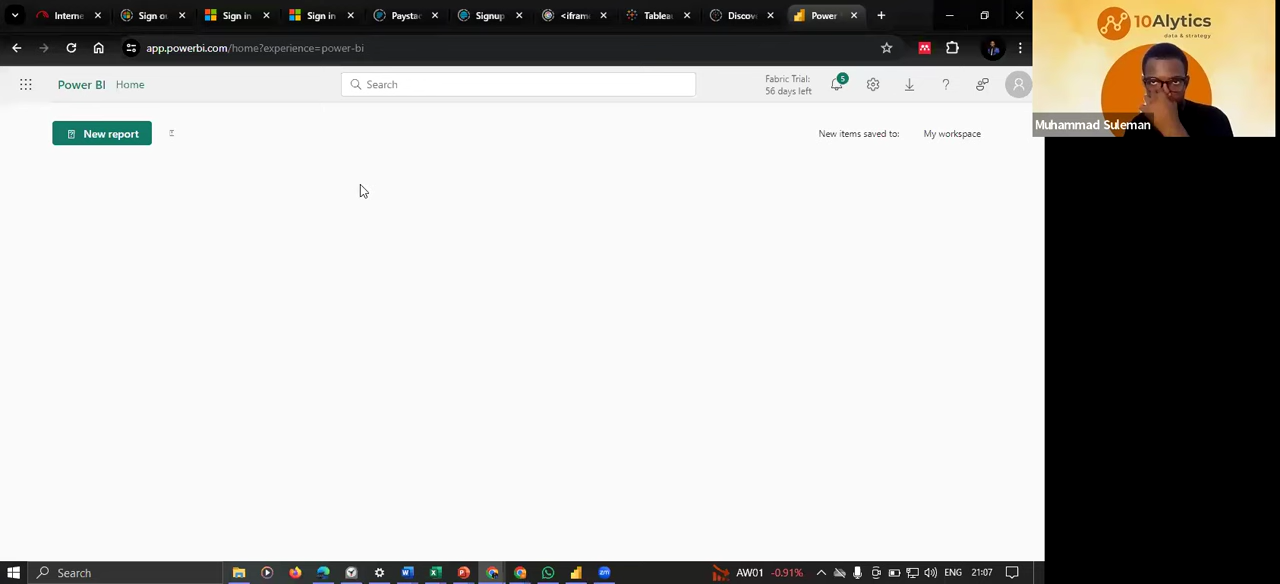 Interne
Sign ou
Sign in
Sign in
Paysta
Signup
<ifram
Tablea
Discov
Power
app.powerbi.com/home?experience=power-bi
10Alytics
data & strategy
Muhammad Suleman
Power BI Home
Search
Fabric Trial:
56 days left
5
New report
New items saved to: My workspace
Search
AW01 -0.91%
ENG 21:07